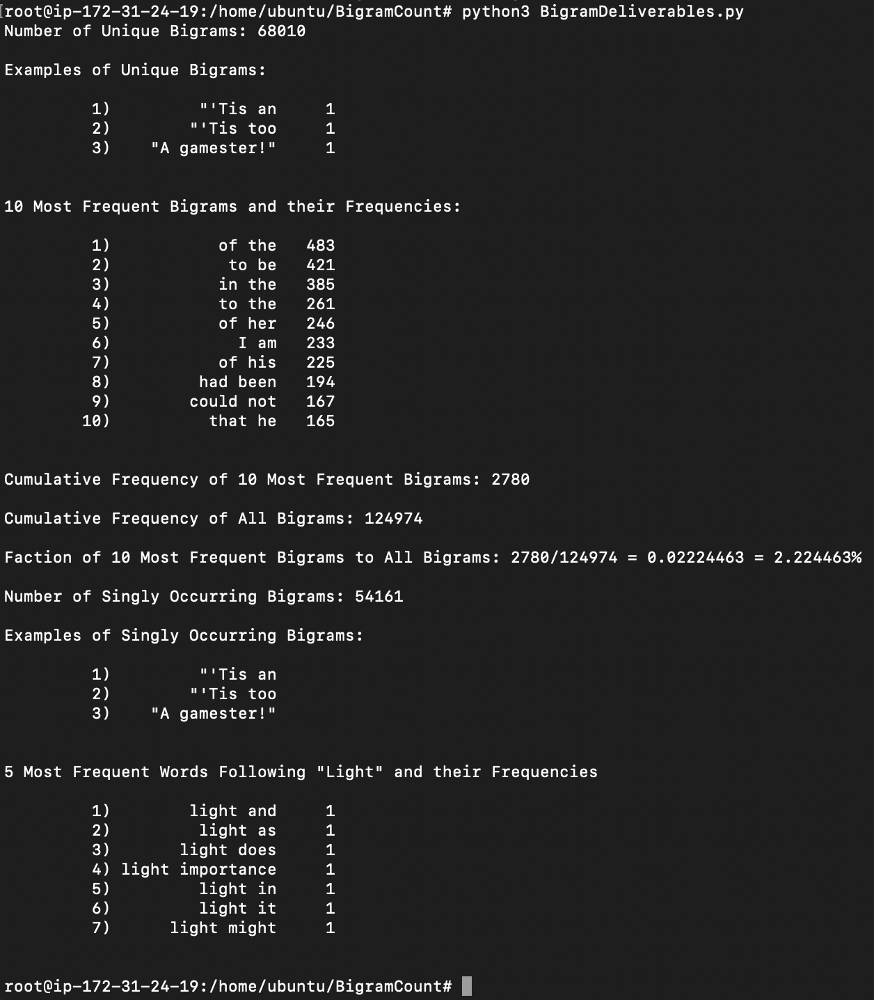 root@ip-172-31-24-19:/home/ubuntu/BigramCount# python3 BigramDeliverables.py
Number of Unique Bigrams: 68010
Examples of Unique Bigrams:
1) "'Tis an 1
2) "'Tis too 1
3) "A gamester!" 1
10 Most Frequent Bigrams and their Frequencies:
1) of the 483
2) to be 421
3) in the 385
4) to the 261
5) of her 246
6) I am 233
7) of his 225
8) had been 194
9) could not 167
10) that he 165
Cumulative Frequency of 10 Most Frequent Bigrams: 2780
Cumulative Frequency of All Bigrams: 124974
Faction of 10 Most Frequent Bigrams to All Bigrams: 2780/124974 = 0.02224463 = 2.224463%
Number of Singly Occurring Bigrams: 54161
Examples of Singly Occurring Bigrams:
1) "'Tis an
2) "'Tis too
3) "A gamester!"
5 Most Frequent Words Following "Light" and their Frequencies
1) light and 1
2) light as 1
3) light does 1
4) light importance 1
5) light in 1
6) light it 1
7) light might 1
root@ip-172-31-24-19:/home/ubuntu/BigramCount#